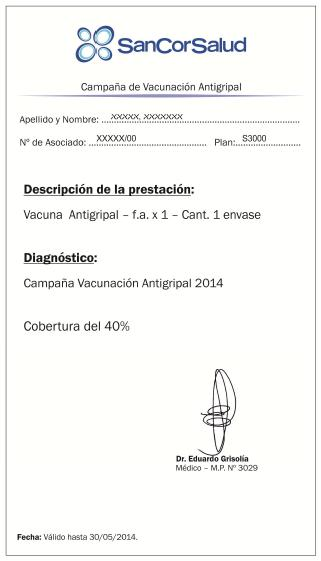 SanCorSalud
Campaña de Vacunación Antigripal
Apellido y Nombre: XXXXX, XXXXXXX
Nº de Asociado: XXXXX/00 Plan: S3000
Descripción de la prestación:
Vacuna Antigripal – f.a. x 1 – Cant. 1 envase
Diagnóstico:
Campaña Vacunación Antigripal 2014
Cobertura del 40%
Dr. Eduardo Grisolía
Médico – M.P. Nº 3029
Fecha: Válido hasta 30/05/2014.